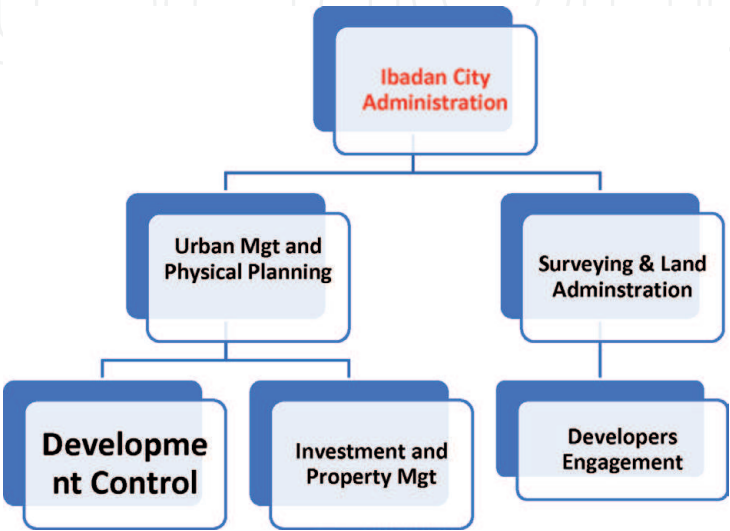 Ibadan City
Administration
Urban Mgt and
Physical Planning
Surveying & Land
Adminstration
Developme
nt Control
Investment and
Property Mgt
Developers
Engagement